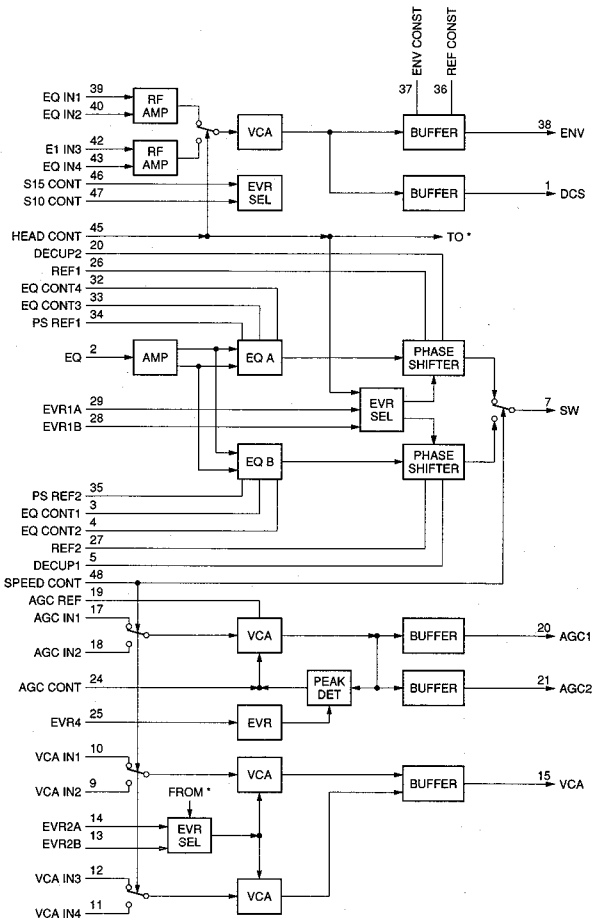 ENV CONST
REF CONST
37 36
EQ IN1 39
EQ IN2 40
RF AMP
E1 IN3 42
EQ IN4 43
RF AMP
VCA
BUFFER
38 ENV
S15 CONT 46
S10 CONT 47
EVR SEL
BUFFER
1 DCS
HEAD CONT 45
TO *
DECUP2 20
REF1 26
EQ CONT4 32
EQ CONT3 33
PS REF1 34
EQ 2
AMP
EQ A
PHASE SHIFTER
EVR1A 29
EVR1B 28
EVR SEL
7 SW
EQ B
PHASE SHIFTER
PS REF2 35
EQ CONT1 3
EQ CONT2 4
REF2 27
DECUP1 5
SPEED CONT 48
AGC REF 19
AGC IN1 17
AGC IN2 18
VCA
BUFFER
20 AGC1
AGC CONT 24
PEAK DET
BUFFER
21 AGC2
EVR4 25
EVR
VCA IN1 10
VCA IN2 9
VCA
BUFFER
15 VCA
FROM *
EVR2A 14
EVR2B 13
EVR SEL
VCA IN3 12
VCA IN4 11
VCA